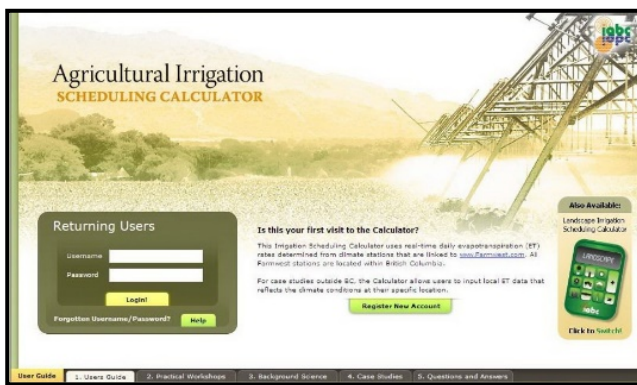 iabc
Agricultural Irrigation
SCHEDULING CALCULATOR
Returning Users
Username
Password
Login!
Forgotten Username/Password?
Help
Is this your first visit to the Calculator?
This Irrigation Scheduling Calculator uses real-time daily evapotranspiration (ET)
rates determined from climate stations that are linked to www.Farmwest.com. All
Farmwest stations are located within British Columbia.
For case studies outside BC, the Calculator allows users to input local ET data that
reflects the climate conditions at their specific location.
Register New Account
Also Available:
Landscape Irrigation
Scheduling Calculator
LANDSCAPE
iabc
Click to Switch!
User Guide
1. Users Guide
2. Practical Workshops
3. Background Science
4. Case Studies
5. Questions and Answers